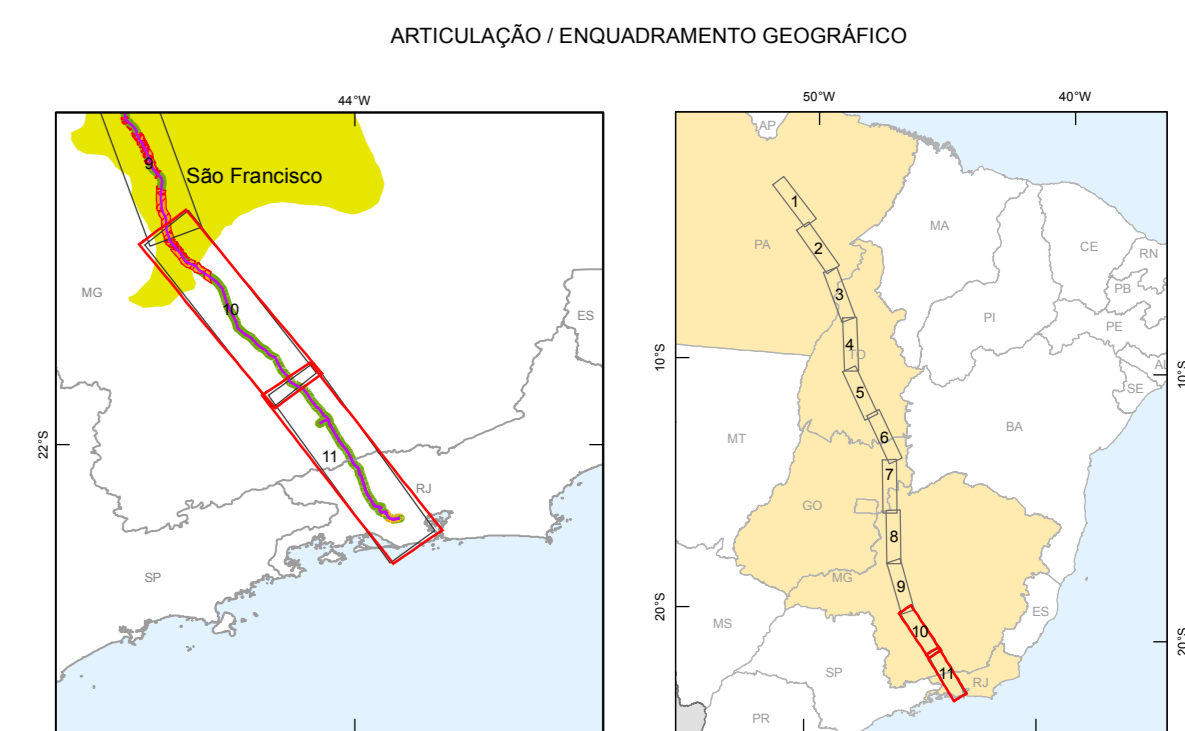 ARTICULAÇÃO / ENQUADRAMENTO GEOGRÁFICO
44°W
9
São Francisco
MG
10
ES
22°S
11
RJ
SP
50°W
40°W
AP
1
PA
2
MA
CE
RN
3
PB
PI
PE
4
TO
10°S
AL
10°S
5
SE
6
BA
MT
7
GO
8
MG
9
ES
20°S
10
MS
20°S
11
SP
RJ
PR